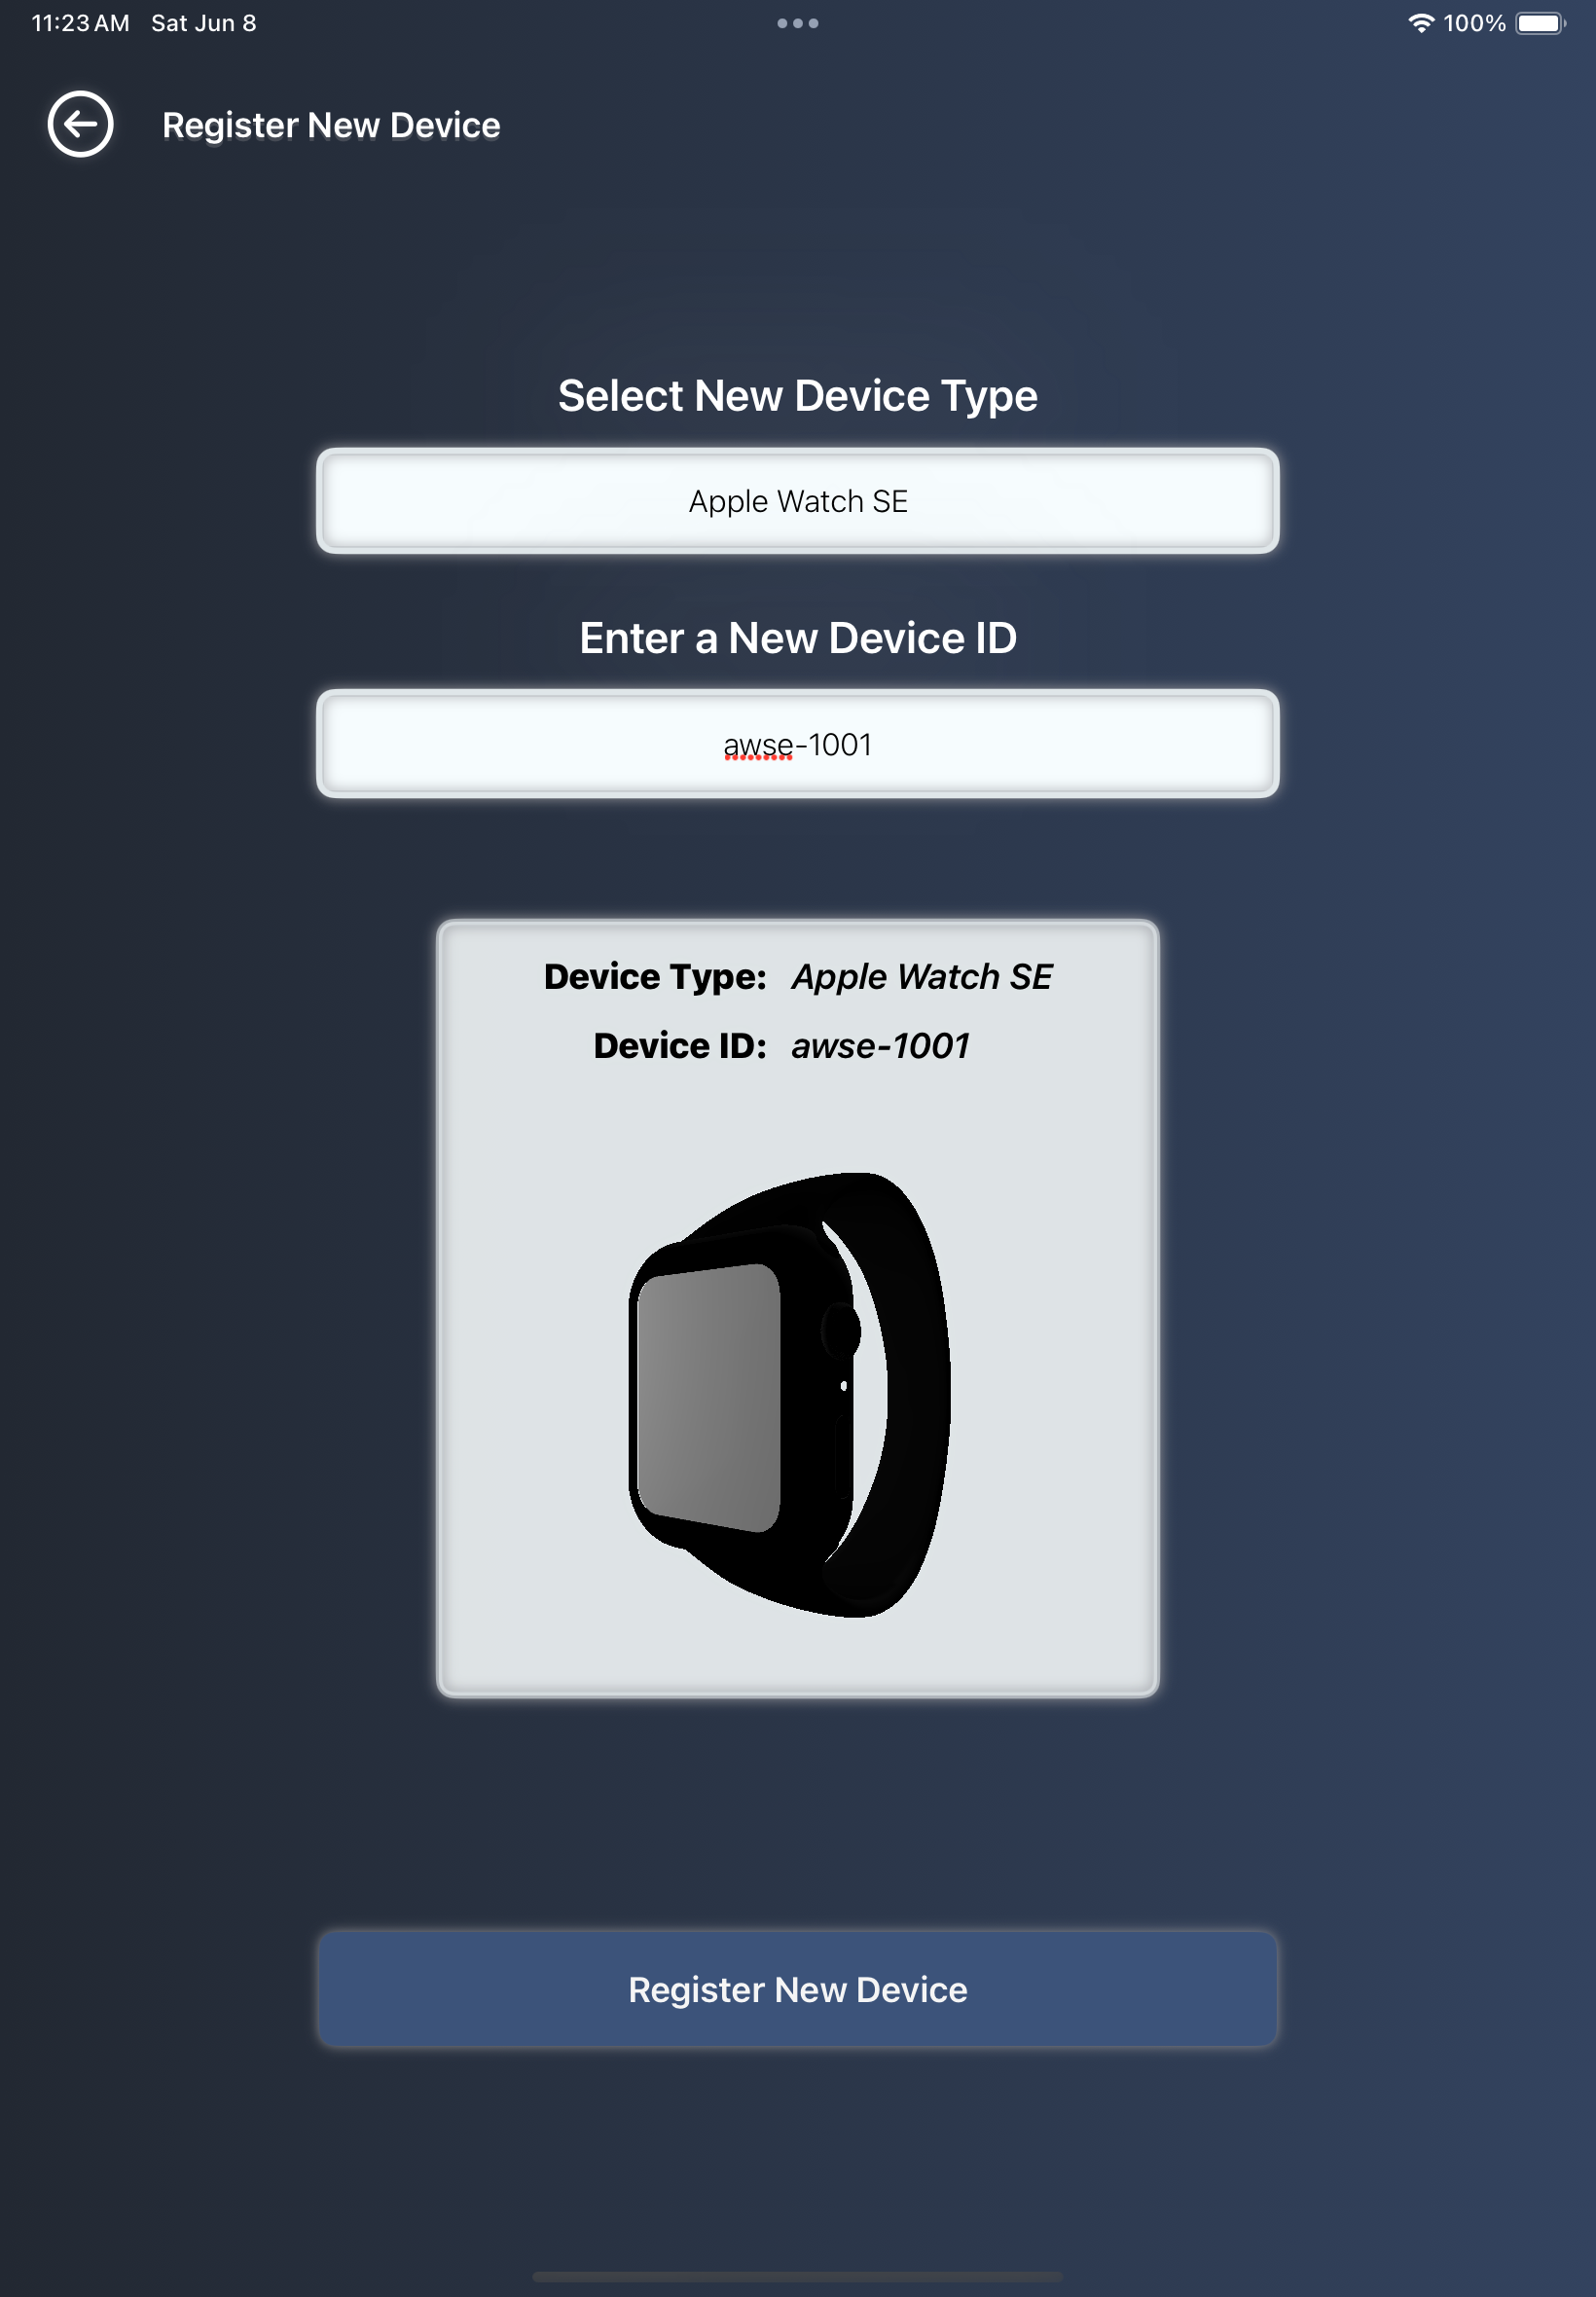 11:23 AM Sat Jun 8 100%
Register New Device
Select New Device Type
Apple Watch SE
Enter a New Device ID
awse-1001
Device Type: Apple Watch SE
Device ID: awse-1001
Register New Device